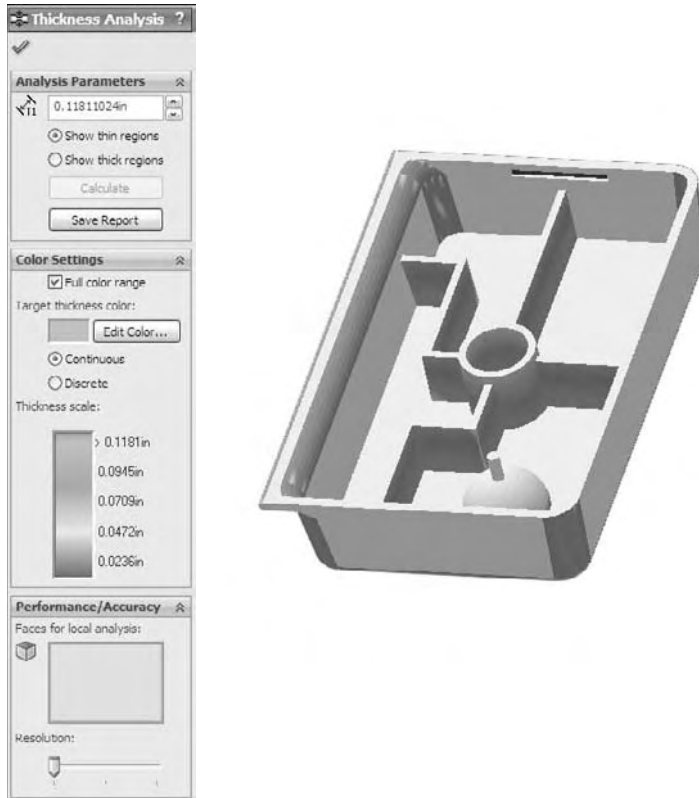 Thickness Analysis ?
Analysis Parameters
0.11811024in
Show thin regions
Show thick regions
Calculate
Save Report
Color Settings
Full color range
Target thickness color:
Edit Color...
Continuous
Discrete
Thickness scale:
> 0.1181in
0.0945in
0.0709in
0.0472in
0.0236in
Performance/Accuracy
Faces for local analysis:
Resolution: